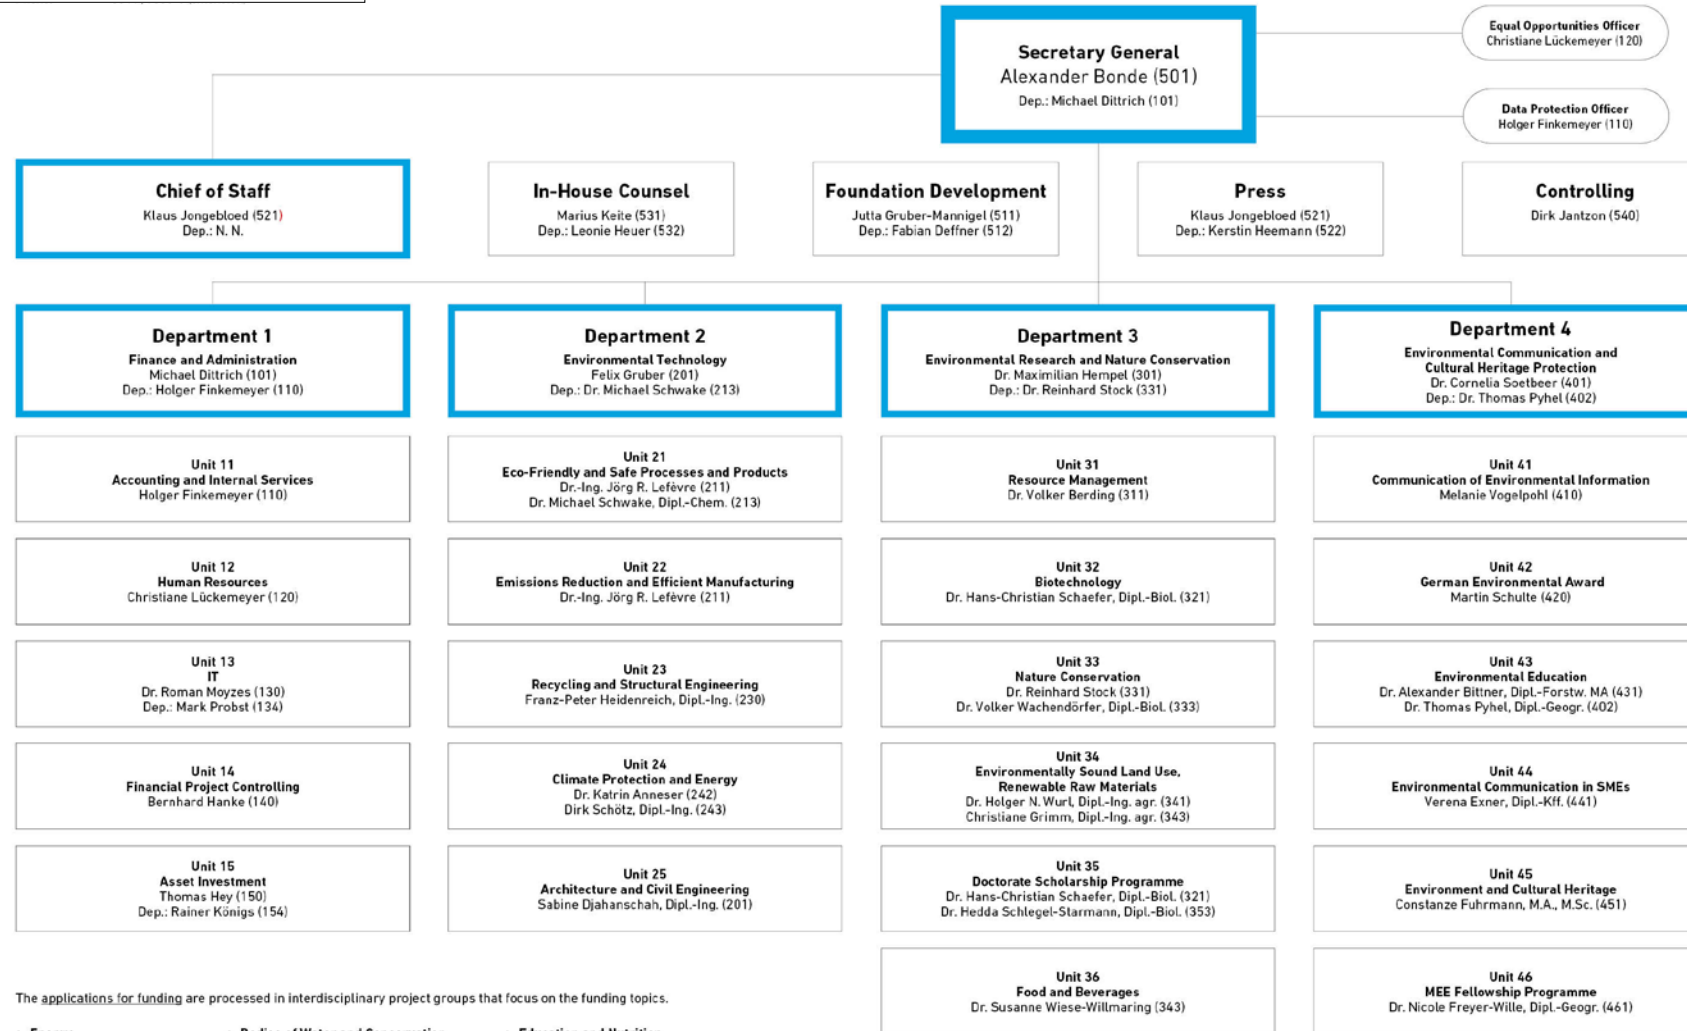 Secretary General
Alexander Bonde (501)
Dep.: Michael Dittrich (101)
Equal Opportunities Officer
Christiane Lückemeyer (120)
Data Protection Officer
Holger Finkemeyer (110)
Chief of Staff
Klaus Jongebloed (521)
Dep.: N. N.
In-House Counsel
Marius Keite (531)
Dep.: Leonie Heuer (532)
Foundation Development
Jutta Gruber-Mannigel (511)
Dep.: Fabian Deffner (512)
Press
Klaus Jongebloed (521)
Dep.: Kerstin Heemann (522)
Controlling
Dirk Jantzon (540)
Department 1
Finance and Administration
Michael Dittrich (101)
Dep.: Holger Finkemeyer (110)
Department 2
Environmental Technology
Felix Gruber (201)
Dep.: Dr. Michael Schwake (213)
Department 3
Environmental Research and Nature Conservation
Dr. Maximilian Hempel (301)
Dep.: Dr. Reinhard Stock (331)
Department 4
Environmental Communication and
Cultural Heritage Protection
Dr. Cornelia Soetbeer (401)
Dep.: Dr. Thomas Pyhel (402)
Unit 11
Accounting and Internal Services
Holger Finkemeyer (110)
Unit 21
Eco-Friendly and Safe Processes and Products
Dr.-Ing. Jörg R. Lefèvre (211)
Dr. Michael Schwake, Dipl.-Chem. (213)
Unit 31
Resource Management
Dr. Volker Berding (311)
Unit 41
Communication of Environmental Information
Melanie Vogelpohl (410)
Unit 12
Human Resources
Christiane Lückemeyer (120)
Unit 22
Emissions Reduction and Efficient Manufacturing
Dr.-Ing. Jörg R. Lefèvre (211)
Unit 32
Biotechnology
Dr. Hans-Christian Schaefer, Dipl.-Biol. (321)
Unit 42
German Environmental Award
Martin Schulte (420)
Unit 13
IT
Dr. Roman Moyzes (130)
Dep.: Mark Probst (134)
Unit 23
Recycling and Structural Engineering
Franz-Peter Heidenreich, Dipl.-Ing. (230)
Unit 33
Nature Conservation
Dr. Reinhard Stock (331)
Dr. Volker Wachendörfer, Dipl.-Biol. (333)
Unit 43
Environmental Education
Dr. Alexander Bittner, Dipl.-Forstw. MA (431)
Dr. Thomas Pyhel, Dipl.-Geogr. (402)
Unit 14
Financial Project Controlling
Bernhard Hanke (140)
Unit 24
Climate Protection and Energy
Dr. Katrin Anneser (242)
Dirk Schötz, Dipl.-Ing. (243)
Unit 34
Environmentally Sound Land Use,
Renewable Raw Materials
Dr. Holger N. Wurl, Dipl.-Ing. agr. (341)
Christiane Grimm, Dipl.-Ing. agr. (343)
Unit 44
Environmental Communication in SMEs
Verena Exner, Dipl.-Kff. (441)
Unit 15
Asset Investment
Thomas Hey (150)
Dep.: Rainer Königs (154)
Unit 25
Architecture and Civil Engineering
Sabine Djahanschah, Dipl.-Ing. (201)
Unit 35
Doctorate Scholarship Programme
Dr. Hans-Christian Schaefer, Dipl.-Biol. (321)
Dr. Hedda Schlegel-Starmann, Dipl.-Biol. (353)
Unit 45
Environment and Cultural Heritage
Constanze Fuhrmann, M.A., M.Sc. (451)
Unit 36
Food and Beverages
Dr. Susanne Wiese-Willmaring (343)
Unit 46
MEE Fellowship Programme
Dr. Nicole Freyer-Wille, Dipl.-Geogr. (461)
The applications for funding are processed in interdisciplinary project groups that focus on the funding topics.